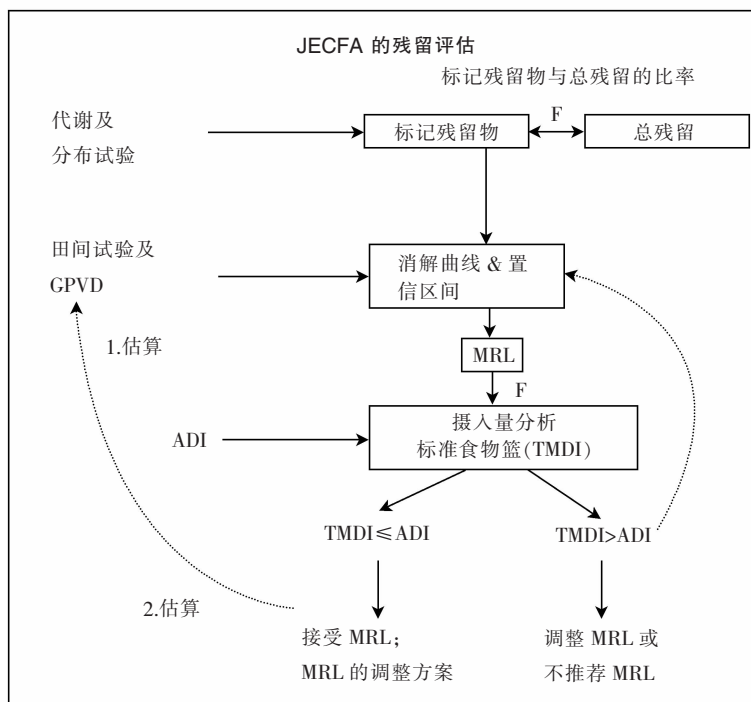 JECFA 的残留评估
标记残留物与总残留的比率
代谢及
分布试验
标记残留物
F
总残留
田间试验及
GPVD
消解曲线 & 置
信区间
1.估算
MRL
F
ADI
摄入量分析
标准食物篮(TMDI)
TMDI≤ADI
TMDI>ADI
2.估算
接受 MRL；
MRL 的调整方案
调整 MRL 或
不推荐 MRL